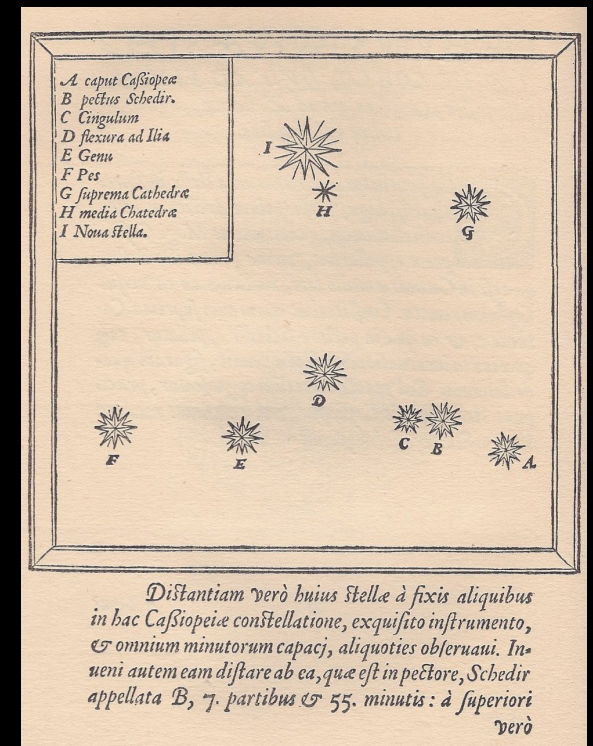 A caput Caſsiopeæ
B pectus Schedir.
C Cingulum
D flexura ad Ilia
E Genu
F Pes
G ſuprema Cathedræ
H media Chatedræ
I Noua ſtella.
I
H
G
D
F
E
C
B
A
Diſtantiam verò huius ſtellæ à fixis aliquibus
in hac Caſsiopeiæ conſtellatione, exquiſito inſtrumento,
& omnium minutorum capacj, aliquoties obſeruaui. In-
ueni autem eam diſtare ab ea, quæ eſt in pectore, Schedir
appellata B, 7. partibus & 55. minutis: à ſuperiori
verò